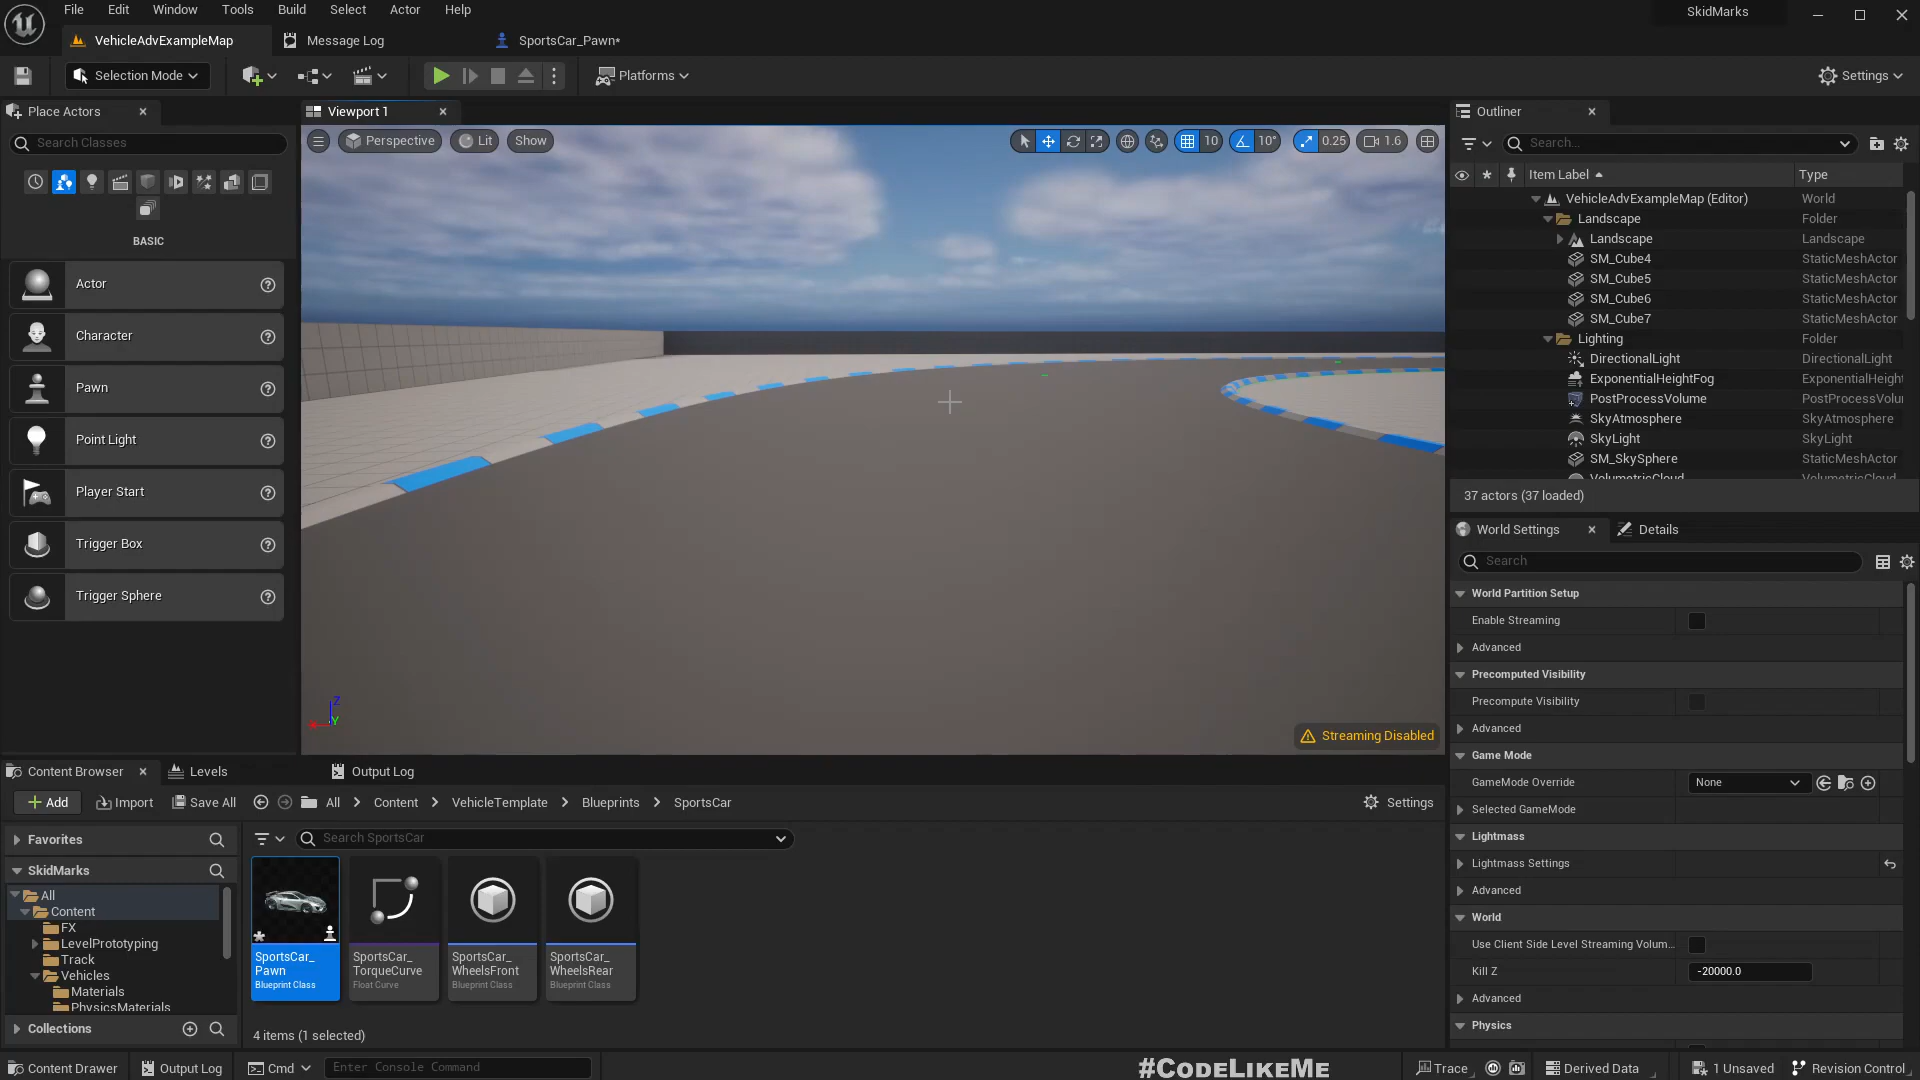 File Edit Window Tools Build Select Actor Help
SkidMarks
VehicleAdvExampleMap
Message Log
SportsCar_Pawn*
Selection Mode
Platforms
Settings
Place Actors
Search Classes
BASIC
Actor
Character
Pawn
Point Light
Player Start
Trigger Box
Trigger Sphere
Viewport 1
Perspective
Lit
Show
10
10°
0.25
1.6
Z
Y
Streaming Disabled
Outliner
Search...
Item Label Type
VehicleAdvExampleMap (Editor) World
Landscape Folder
Landscape Landscape
SM_Cube4 StaticMeshActor
SM_Cube5 StaticMeshActor
SM_Cube6 StaticMeshActor
SM_Cube7 StaticMeshActor
Lighting Folder
DirectionalLight DirectionalLight
ExponentialHeightFog ExponentialHeight
PostProcessVolume PostProcessVolu
SkyAtmosphere SkyAtmosphere
SkyLight SkyLight
SM_SkySphere StaticMeshActor
VolumetricCloud VolumetricCloud
37 actors (37 loaded)
World Settings
Details
Search
World Partition Setup
Enable Streaming
Advanced
Precomputed Visibility
Precompute Visibility
Advanced
Game Mode
GameMode Override None
Selected GameMode
Lightmass
Lightmass Settings
Advanced
World
Use Client Side Level Streaming Volum...
Kill Z -20000.0
Advanced
Physics
Content Browser
Levels
Output Log
Add
Import
Save All
All > Content > VehicleTemplate > Blueprints > SportsCar
Settings
Favorites
SkidMarks
All
Content
FX
LevelPrototyping
Track
Vehicles
Materials
PhysicsMaterials
Collections
Search SportsCar
SportsCar_
Pawn
Blueprint Class
SportsCar_
TorqueCurve
Float Curve
SportsCar_
WheelsFront
Blueprint Class
SportsCar_
WheelsRear
Blueprint Class
4 items (1 selected)
Content Drawer
Output Log
Cmd
Enter Console Command
#CodeLikeMe
Trace
Derived Data
1 Unsaved
Revision Control